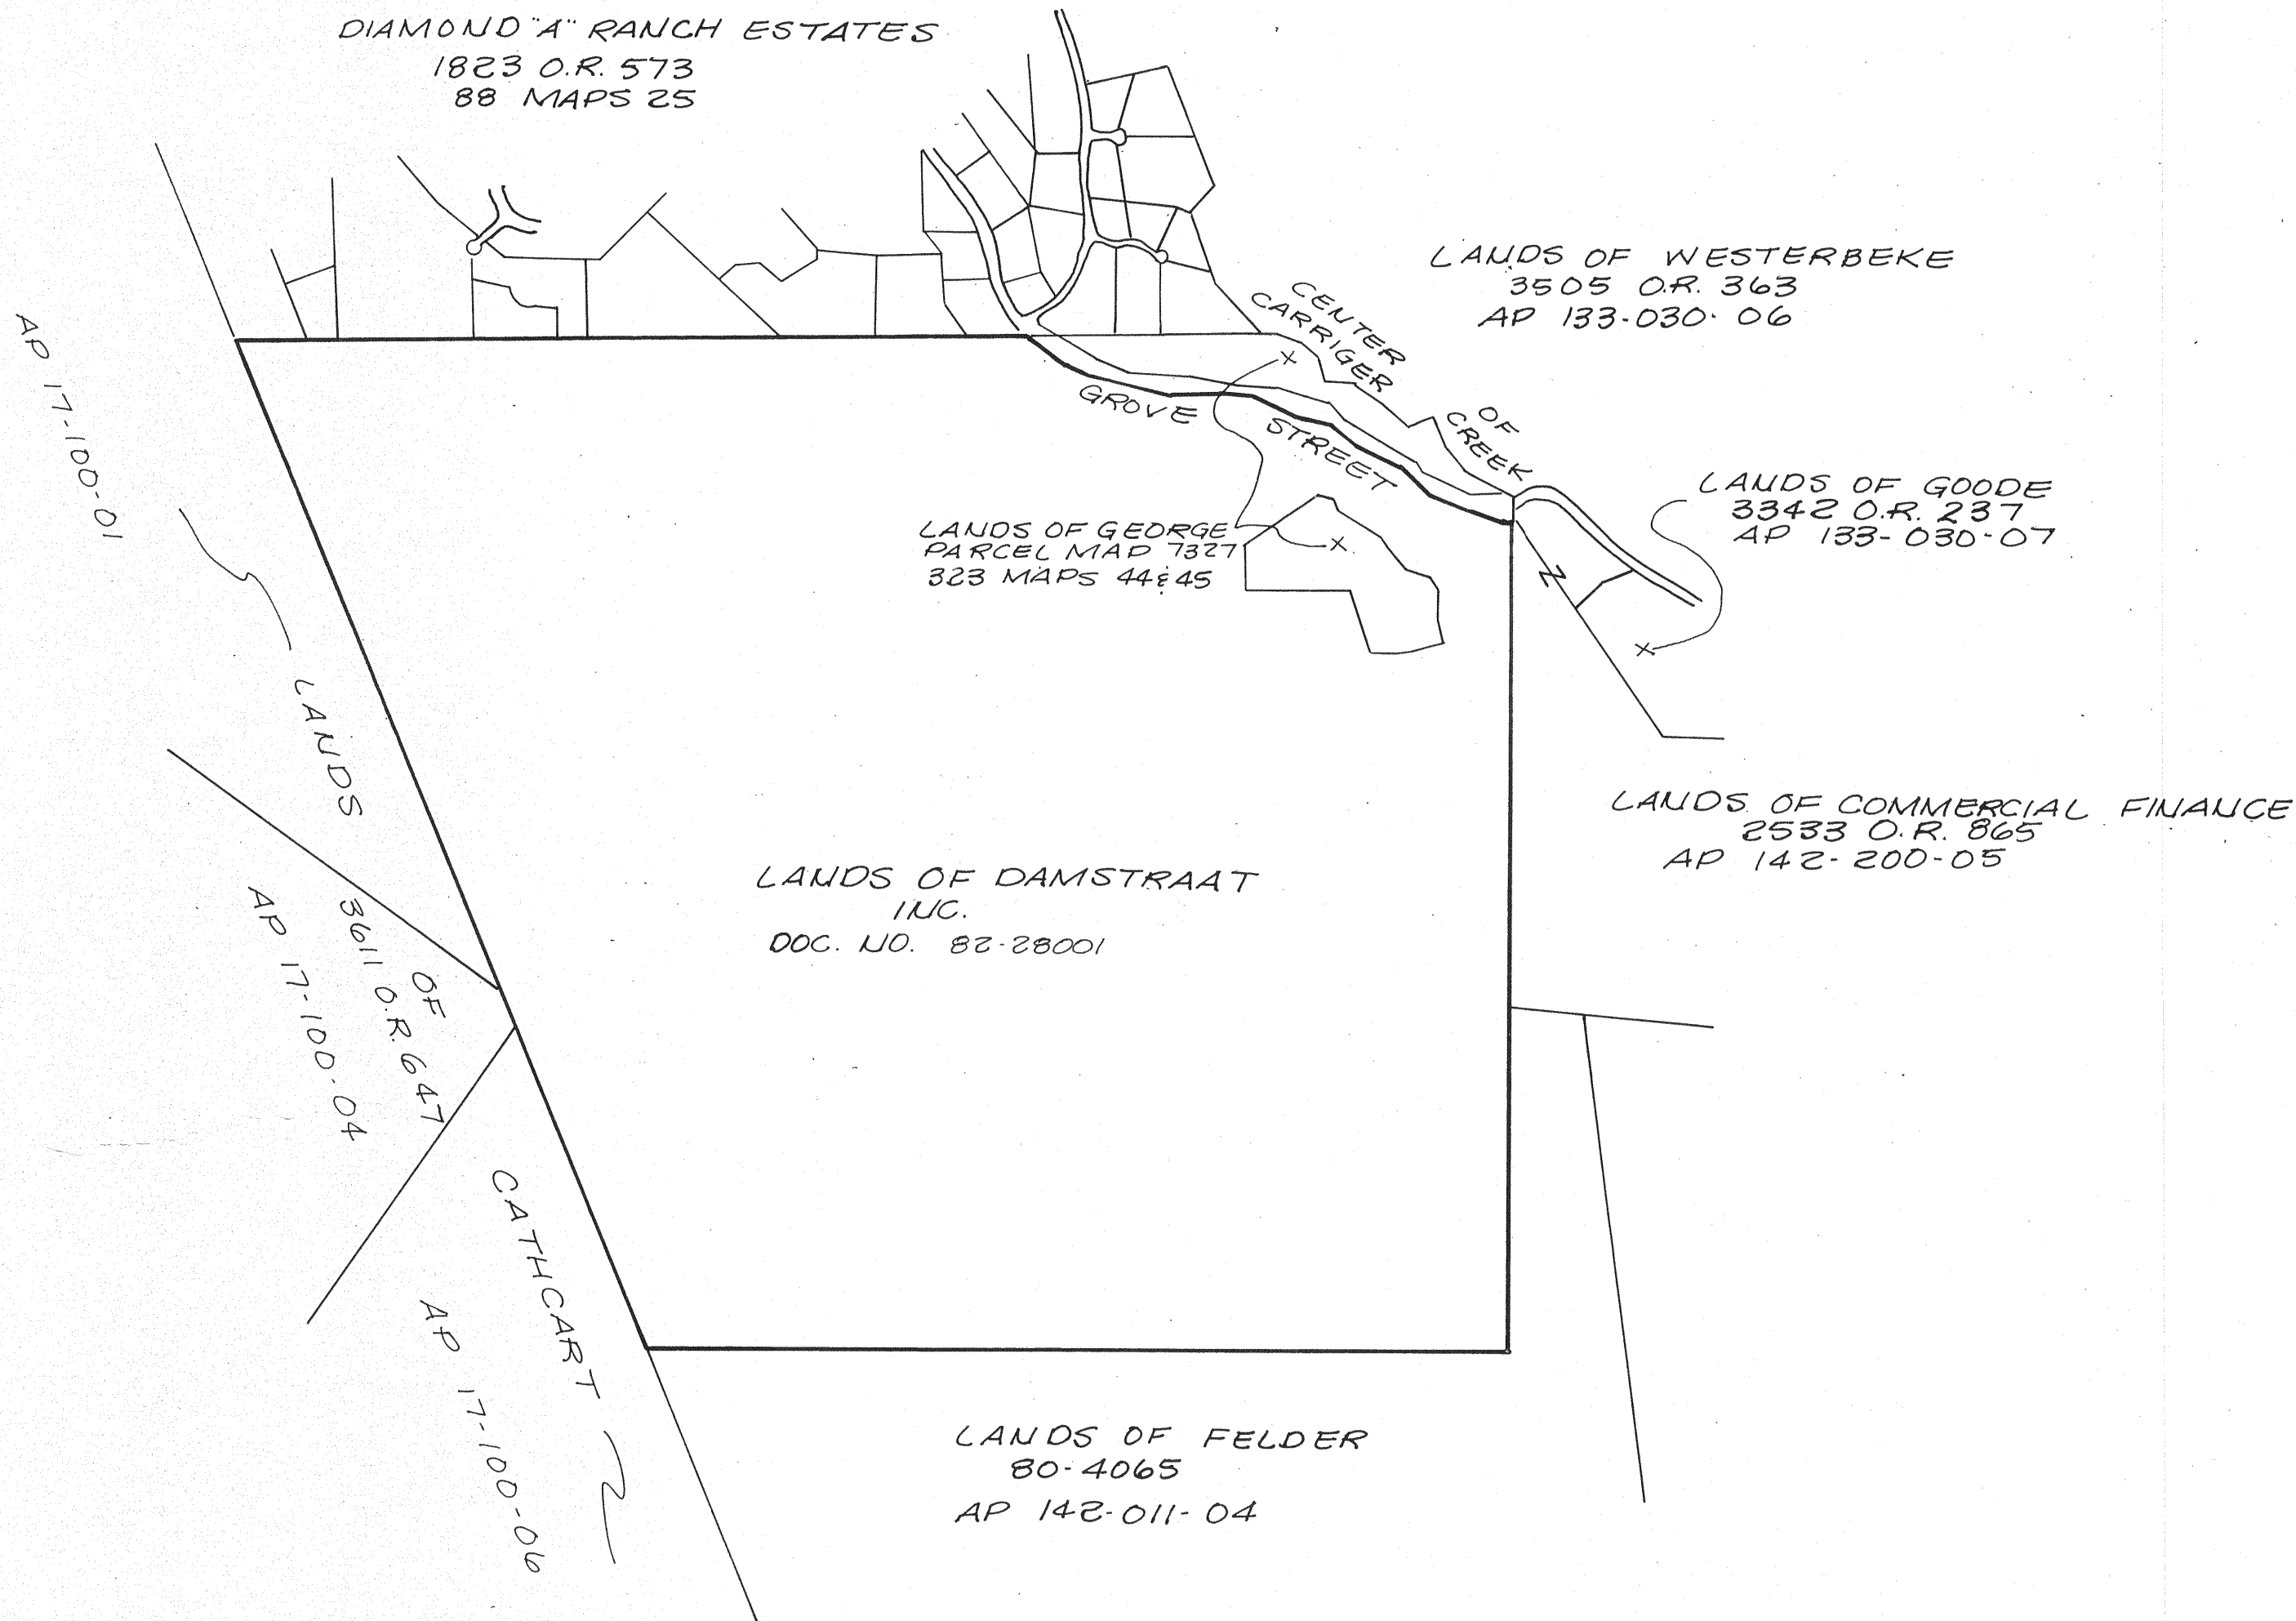 DIAMOND "A" RANCH ESTATES
1823 O.R. 573
88 MAPS 25
LANDS OF WESTERBEKE
3505 O.R. 363
AP 133-030-06
CENTER OF
CARRIGER CREEK
GROVE STREET
LANDS OF GOODE
3342 O.R. 237
AP 133-030-07
LANDS OF GEORGE
PARCEL MAP 7327
323 MAPS 44 & 45
LANDS OF COMMERCIAL FINANCE
2533 O.R. 865
AP 142-200-05
LANDS OF DAMSTRAAT
INC.
DOC. NO. 82-28001
AP 17-100-01
LANDS OF CATHCART
3611 O.R. 647
AP 17-100-04
AP 17-100-06
LANDS OF FELDER
80-4065
AP 142-011-04